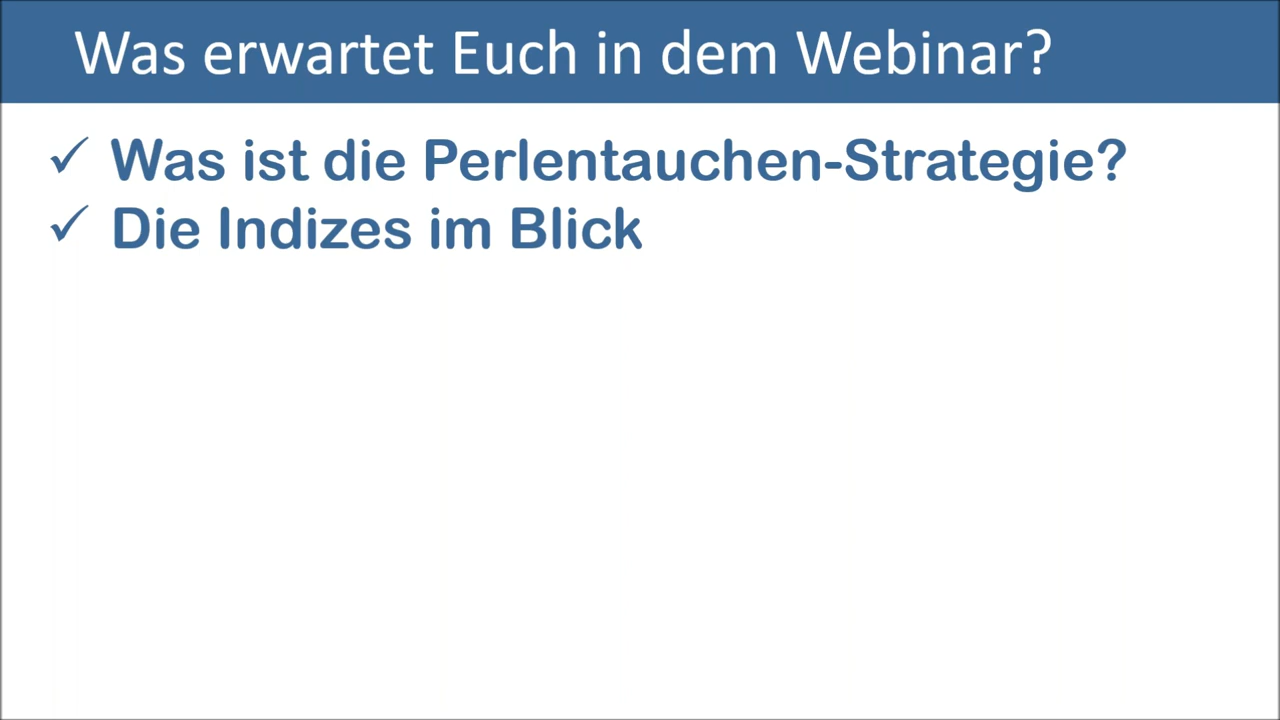 Was erwartet Euch in dem Webinar?
✓ Was ist die Perlentauchen-Strategie?
✓ Die Indizes im Blick